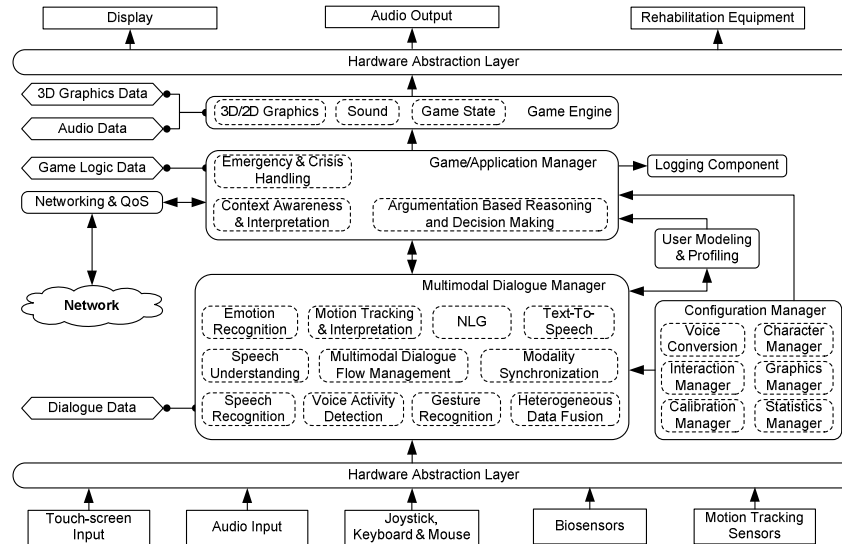 Display
Audio Output
Rehabilitation Equipment
Hardware Abstraction Layer
3D Graphics Data
Audio Data
3D/2D Graphics
Sound
Game State
Game Engine
Game Logic Data
Emergency & Crisis
Handling
Game/Application Manager
Logging Component
Networking & QoS
Context Awareness
& Interpretation
Argumentation Based Reasoning
and Decision Making
User Modeling
& Profiling
Network
Multimodal Dialogue Manager
Emotion
Recognition
Motion Tracking
& Interpretation
NLG
Text-To-
Speech
Speech
Understanding
Multimodal Dialogue
Flow Management
Modality
Synchronization
Dialogue Data
Speech
Recognition
Voice Activity
Detection
Gesture
Recognition
Heterogeneous
Data Fusion
Configuration Manager
Voice
Conversion
Character
Manager
Interaction
Manager
Graphics
Manager
Calibration
Manager
Statistics
Manager
Hardware Abstraction Layer
Touch-screen
Input
Audio Input
Joystick,
Keyboard & Mouse
Biosensors
Motion Tracking
Sensors